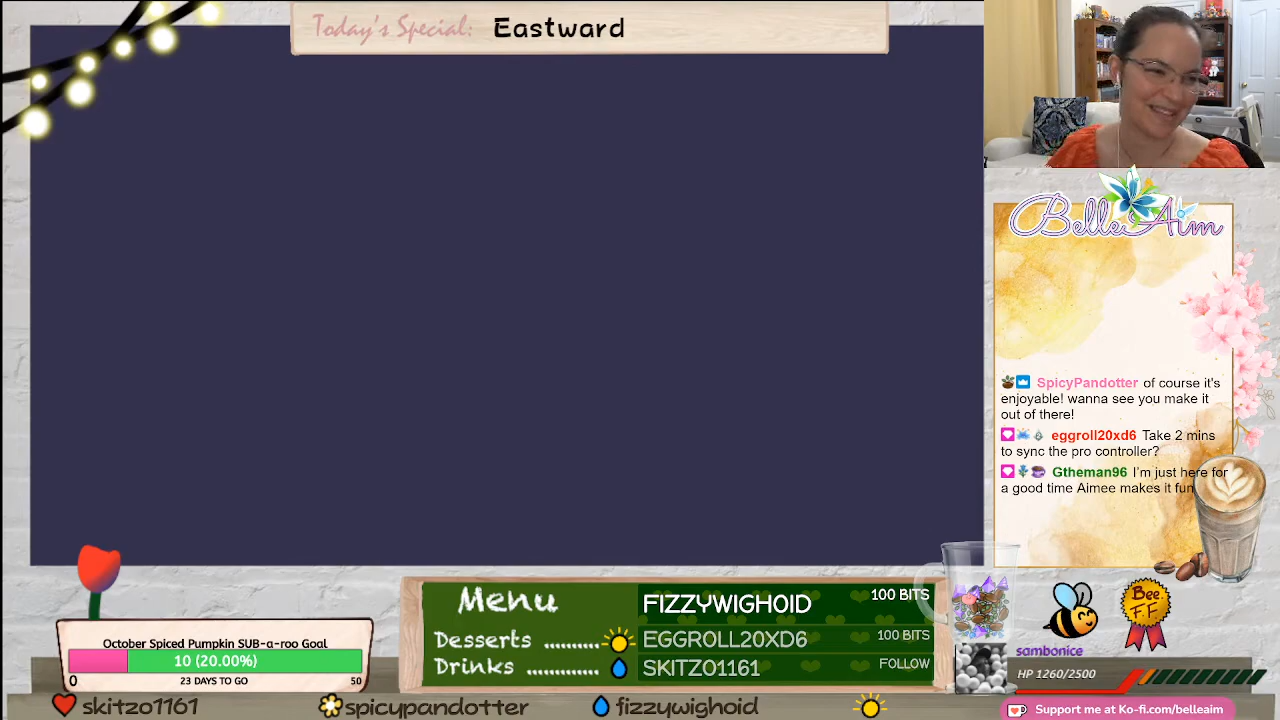 Today's Special: Eastward
BelleAim
SpicyPandotter of course it's
enjoyable! wanna see you make it
out of there!
eggroll20xd6 Take 2 mins
to sync the pro controller?
Gtheman96 I'm just here for
a good time Aimee makes it fun
October Spiced Pumpkin SUB-a-roo Goal
10 (20.00%)
0 23 DAYS TO GO 50
Menu
Desserts ..........
Drinks .............
FIZZYWIGHOID 100 BITS
EGGROLL20XD6 100 BITS
SKITZO1161 FOLLOW
Bee
F.F
sambonice
HP 1260/2500
skitzo1161 spicypandotter fizzywighoid
Support me at Ko-fi.com/belleaim